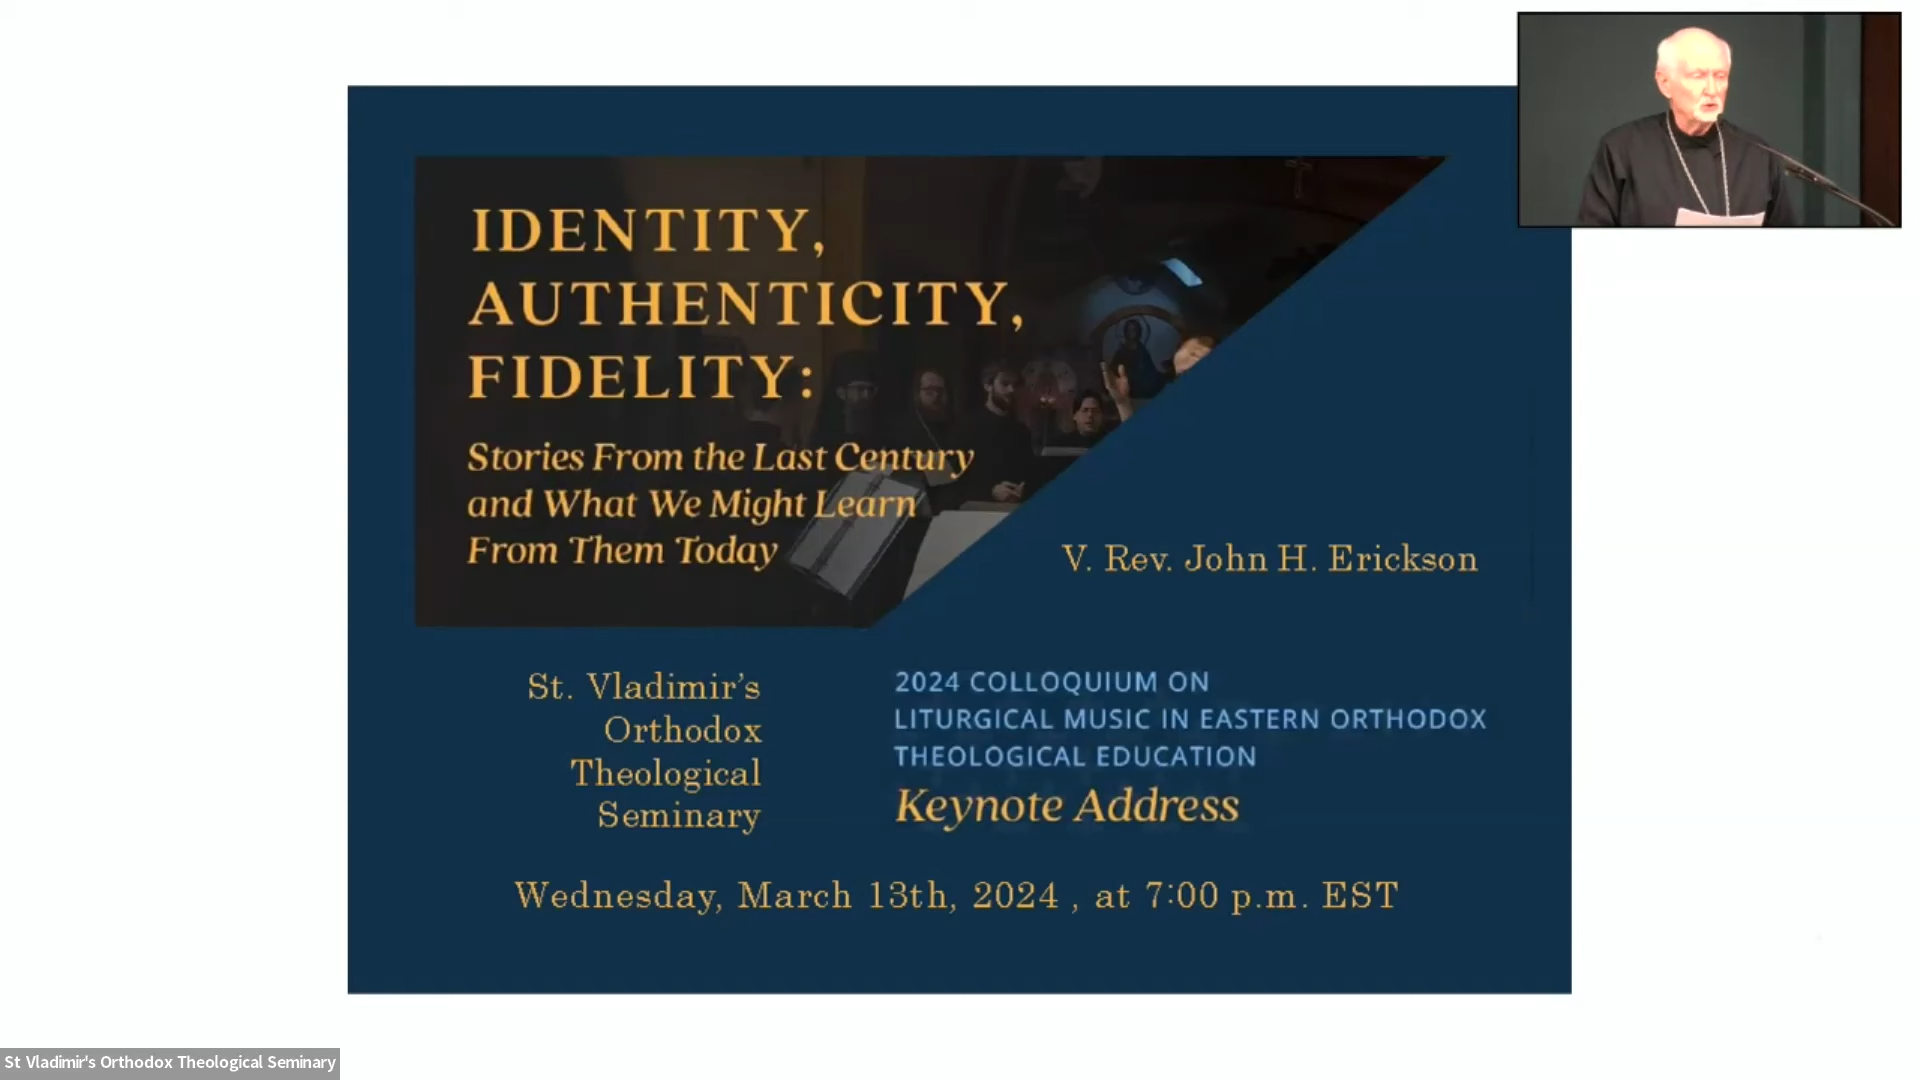 IDENTITY,
AUTHENTICITY,
FIDELITY:
Stories From the Last Century
and What We Might Learn
From Them Today
V. Rev. John H. Erickson
St. Vladimir's
Orthodox
Theological
Seminary
2024 COLLOQUIUM ON
LITURGICAL MUSIC IN EASTERN ORTHODOX
THEOLOGICAL EDUCATION
Keynote Address
Wednesday, March 13th, 2024 , at 7:00 p.m. EST
St Vladimir's Orthodox Theological Seminary